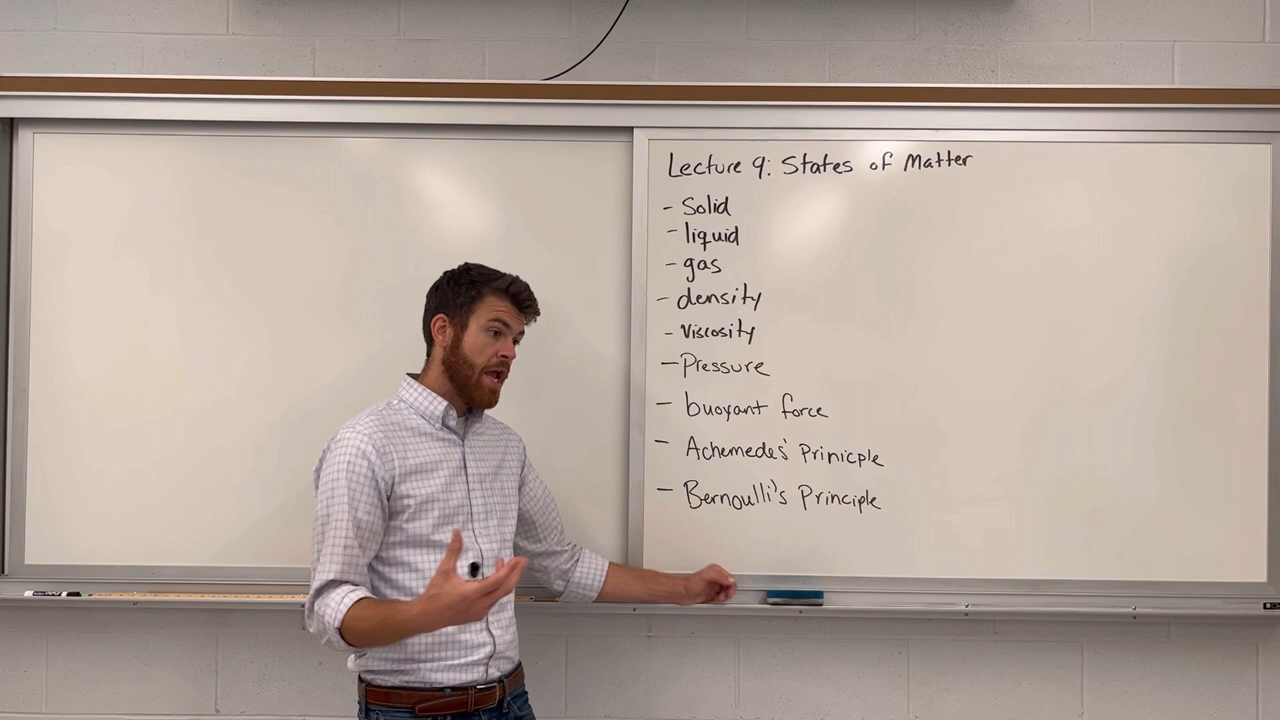 Lecture 9: States of Matter
- Solid
- liquid
- gas
- density
- viscosity
- Pressure
- buoyant force
- Achemedes' Prinicple
- Bernoulli's Principle